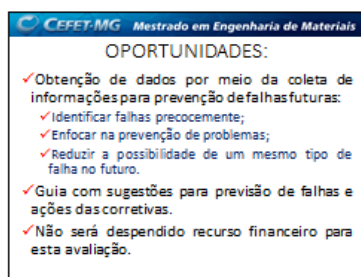 CEFET-MG Mestrado em Engenharia de Materiais
OPORTUNIDADES:
✓Obtenção de dados por meio da coleta de
informações para prevenção de falhas futuras:
✓Identificar falhas precocemente;
✓Enfocar na prevenção de problemas;
✓Reduzir a possibilidade de um mesmo tipo de
falha no futuro.
✓Guia com sugestões para previsão de falhas e
ações das corretivas.
✓Não será despendido recurso financeiro para
esta avaliação.